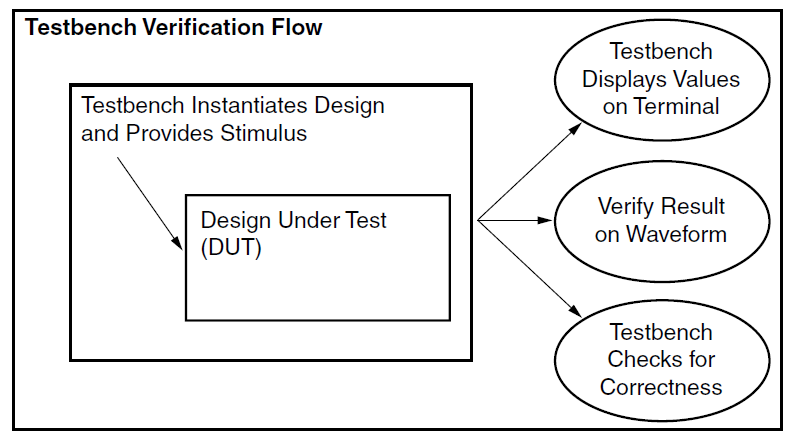 Testbench Verification Flow
Testbench Instantiates Design
and Provides Stimulus
Design Under Test
(DUT)
Testbench
Displays Values
on Terminal
Verify Result
on Waveform
Testbench
Checks for
Correctness